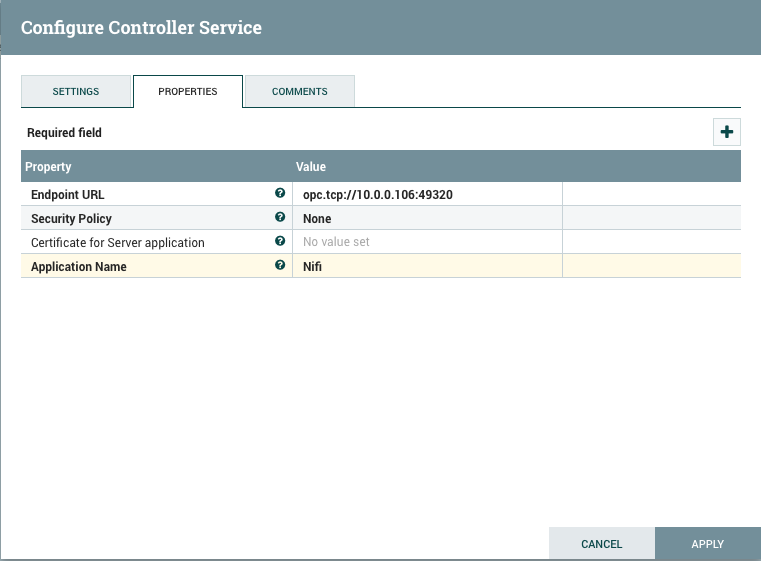 Configure Controller Service
SETTINGS PROPERTIES COMMENTS
Required field
Property Value
Endpoint URL opc.tcp://10.0.0.106:49320
Security Policy None
Certificate for Server application No value set
Application Name Nifi
CANCEL APPLY